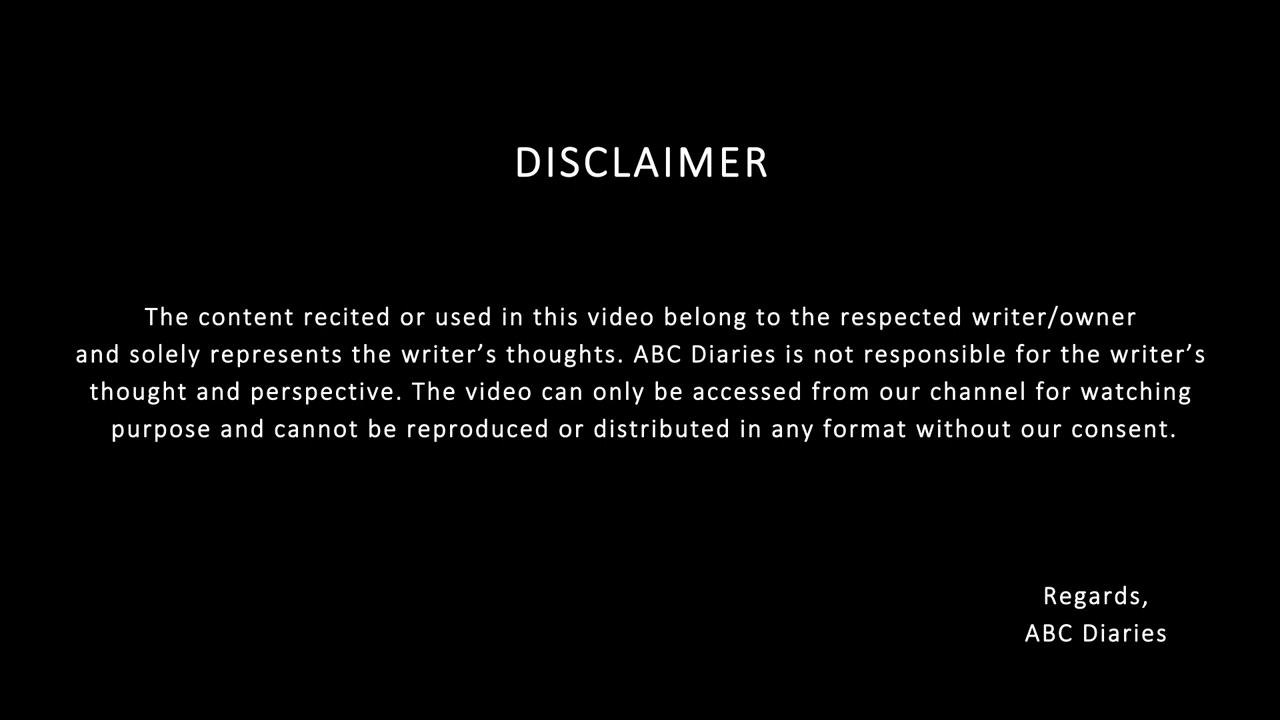 DISCLAIMER
The content recited or used in this video belong to the respected writer/owner
and solely represents the writer’s thoughts. ABC Diaries is not responsible for the writer’s
thought and perspective. The video can only be accessed from our channel for watching
purpose and cannot be reproduced or distributed in any format without our consent.
Regards,
ABC Diaries